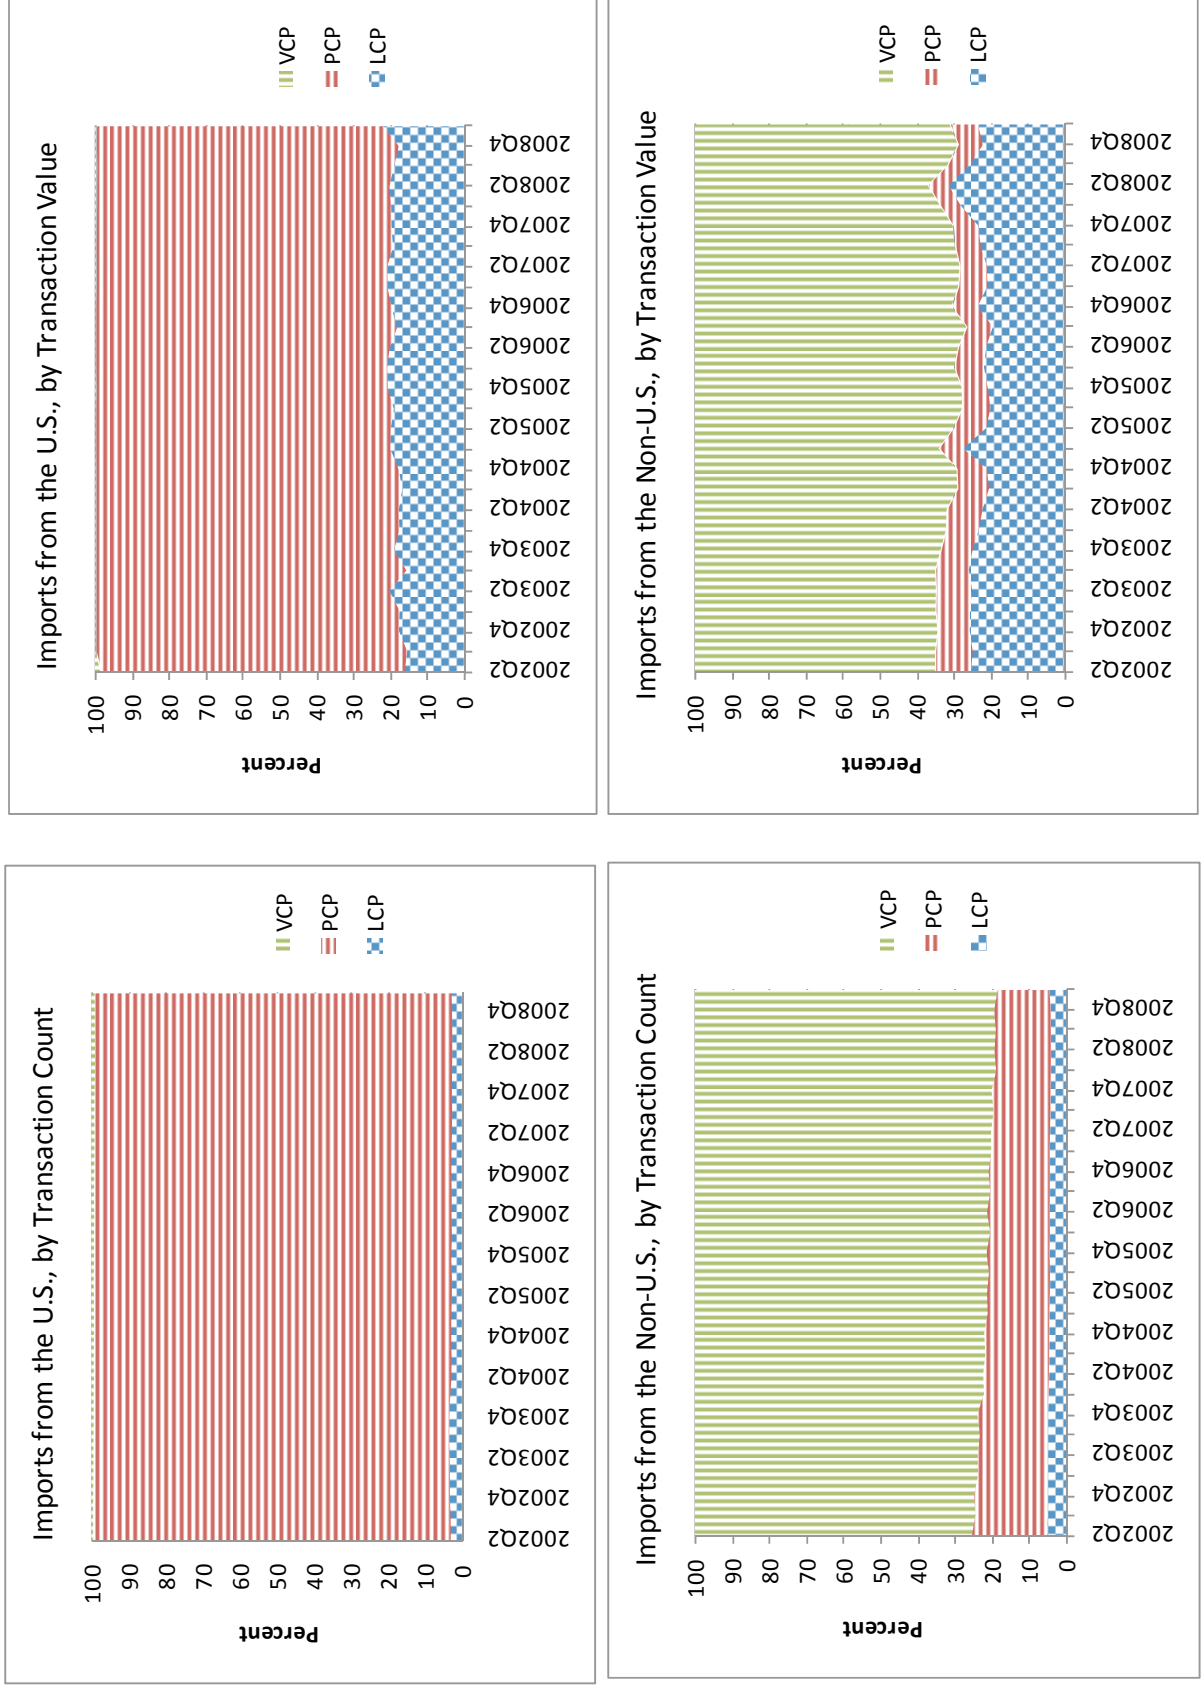 Imports from the U.S., by Transaction Count
Percent
100
90
80
70
60
50
40
30
20
10
0
2002Q2
2002Q4
2003Q2
2003Q4
2004Q2
2004Q4
2005Q2
2005Q4
2006Q2
2006Q4
2007Q2
2007Q4
2008Q2
2008Q4
VCP
PCP
LCP
Imports from the U.S., by Transaction Value
Percent
100
90
80
70
60
50
40
30
20
10
0
2002Q2
2002Q4
2003Q2
2003Q4
2004Q2
2004Q4
2005Q2
2005Q4
2006Q2
2006Q4
2007Q2
2007Q4
2008Q2
2008Q4
VCP
PCP
LCP
Imports from the Non-U.S., by Transaction Count
Percent
100
90
80
70
60
50
40
30
20
10
0
2002Q2
2002Q4
2003Q2
2003Q4
2004Q2
2004Q4
2005Q2
2005Q4
2006Q2
2006Q4
2007Q2
2007Q4
2008Q2
2008Q4
VCP
PCP
LCP
Imports from the Non-U.S., by Transaction Value
Percent
100
90
80
70
60
50
40
30
20
10
0
2002Q2
2002Q4
2003Q2
2003Q4
2004Q2
2004Q4
2005Q2
2005Q4
2006Q2
2006Q4
2007Q2
2007Q4
2008Q2
2008Q4
VCP
PCP
LCP